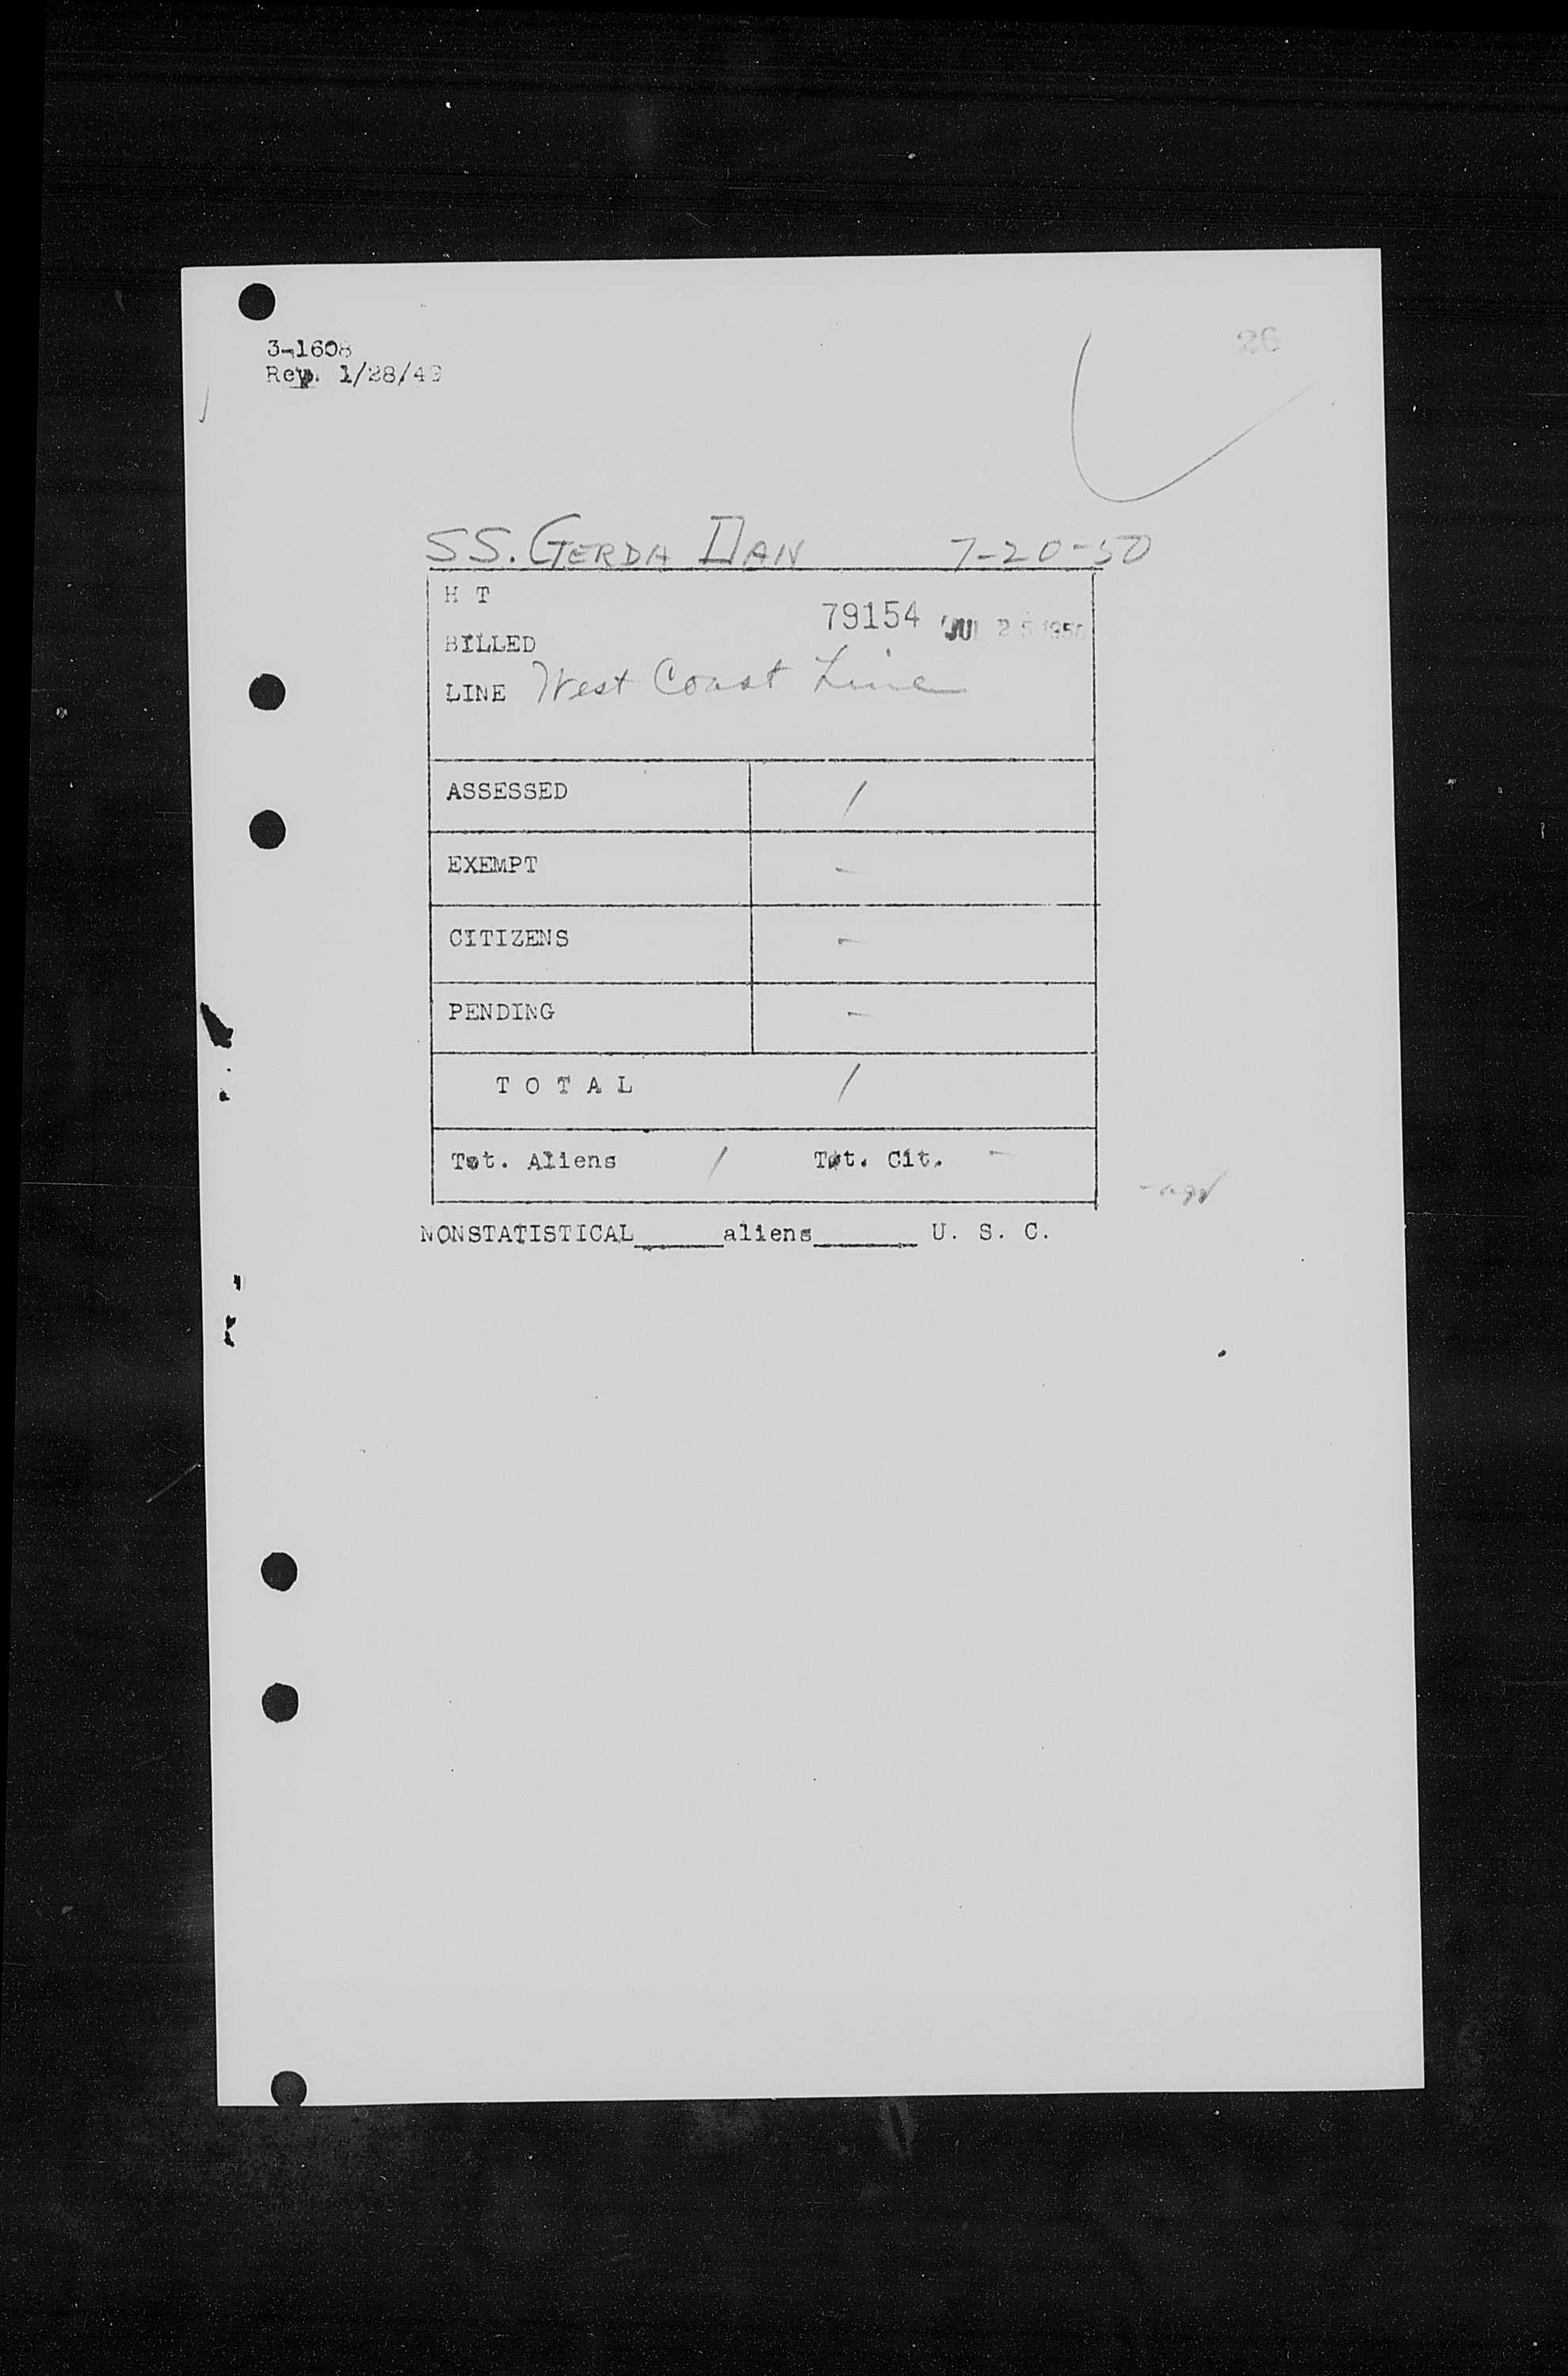 3-1608
Rev. 1/28/49
26
SS. GERDA DAN 7-20-50
H T
79154 JUL 25 1950
BILLED
LINE West Coast Line
ASSESSED /
EXEMPT -
CITIZENS -
PENDING -
T O T A L /
Tot. Aliens / Tot. Cit. -
NONSTATISTICAL_____aliens______ U. S. C.